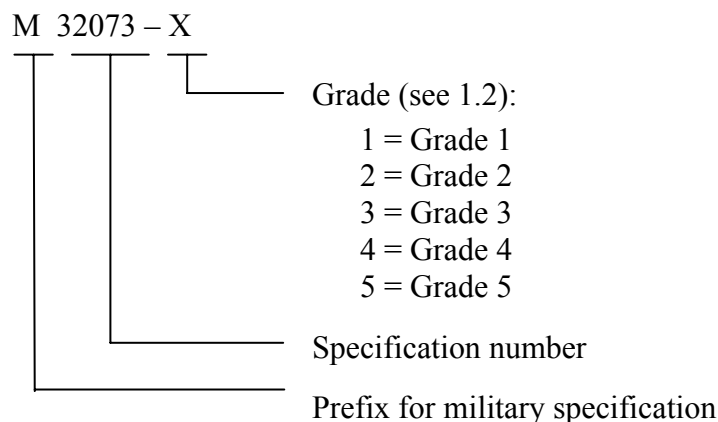 M 32073 – X
Grade (see 1.2):
1 = Grade 1
2 = Grade 2
3 = Grade 3
4 = Grade 4
5 = Grade 5
Specification number
Prefix for military specification